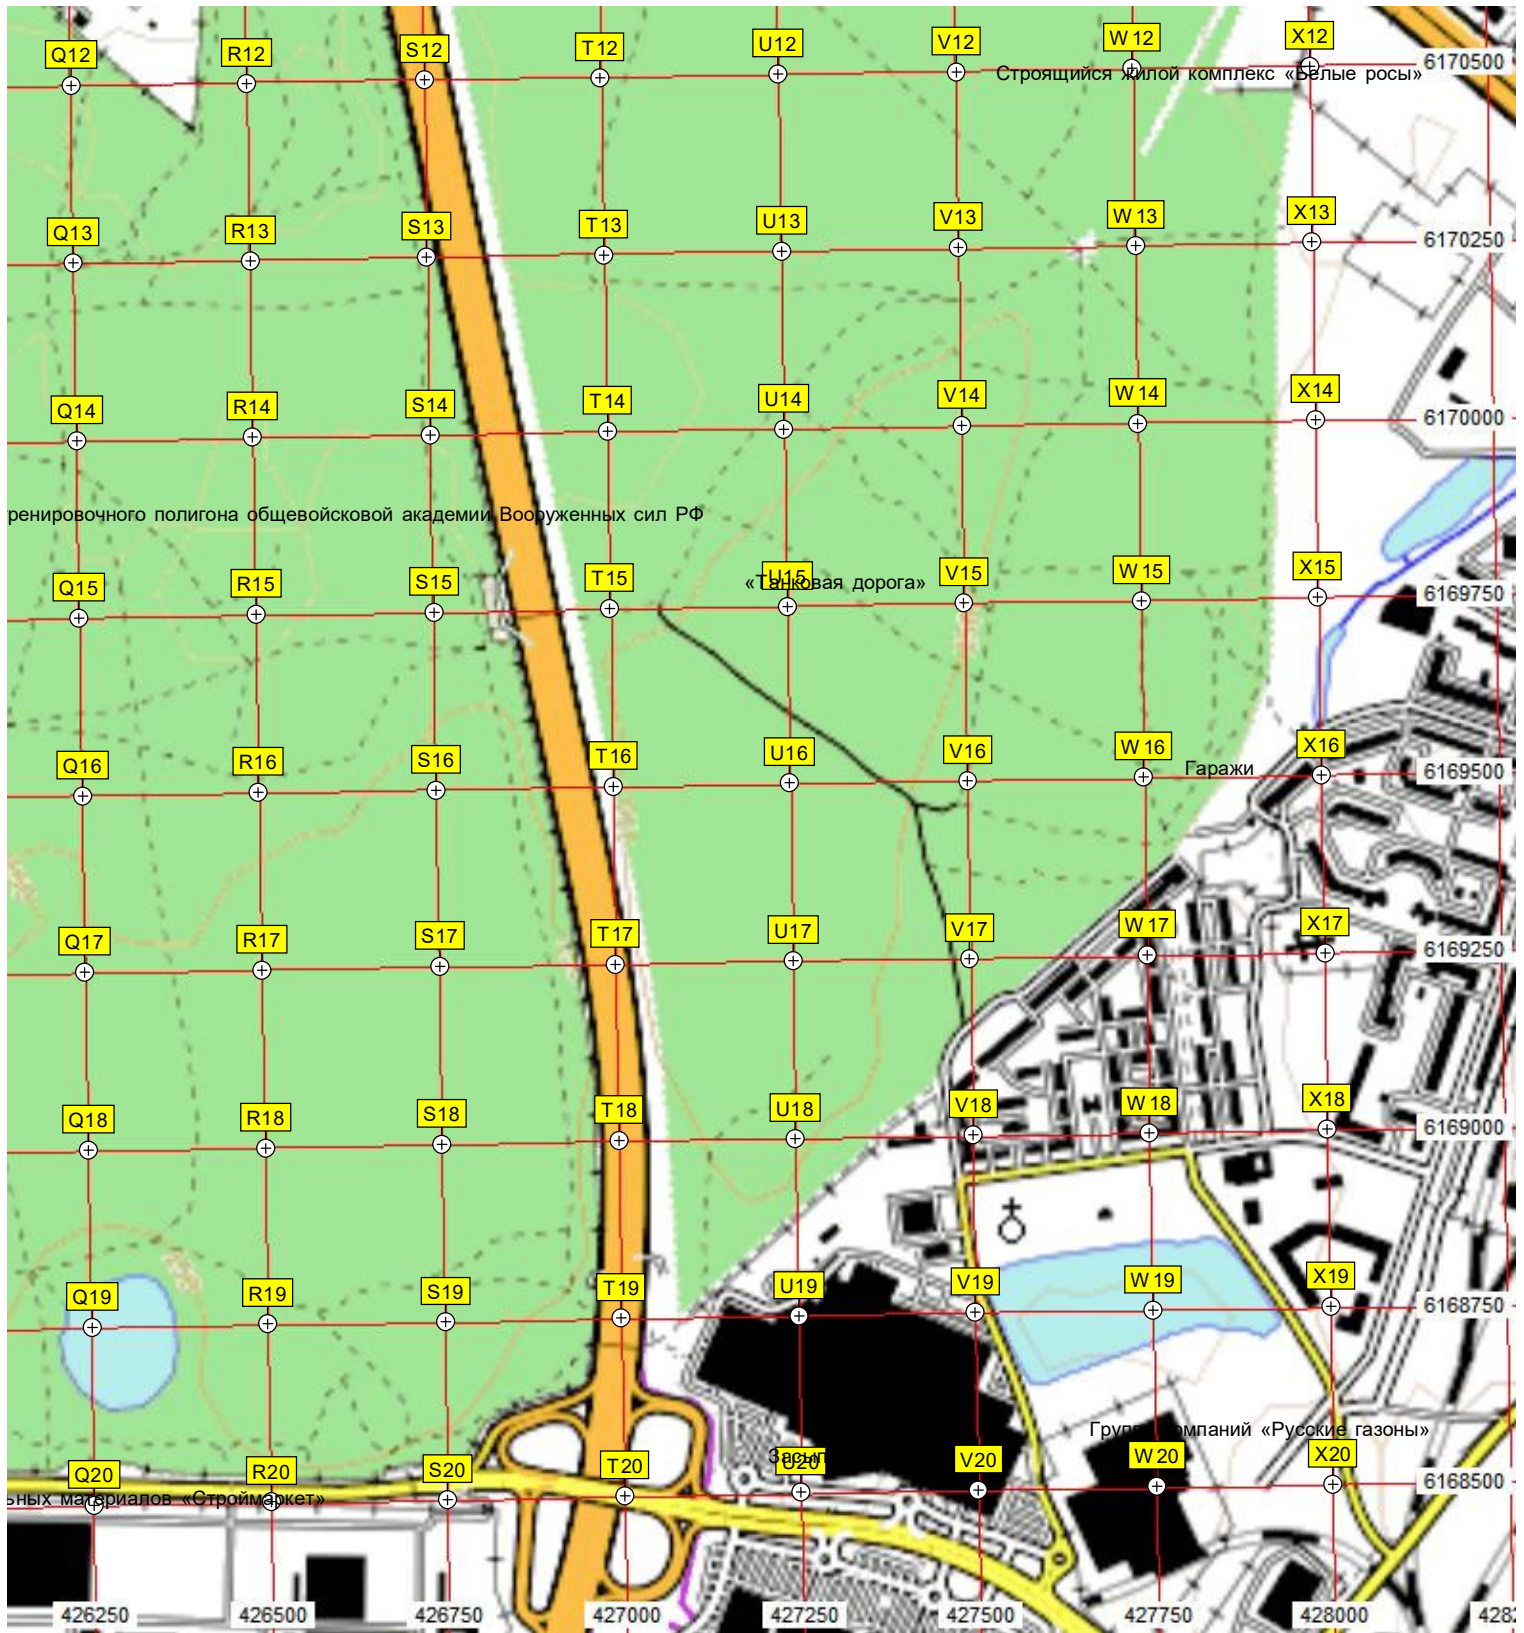 Q12 R12 S12 T12 U12 V12 W12 X12
6170500
Строящийся жилой комплекс «Белые росы»
Q13 R13 S13 T13 U13 V13 W13 X13
6170250
Q14 R14 S14 T14 U14 V14 W14 X14
6170000
тренировочного полигона общевойсковой академии Вооруженных сил РФ
Q15 R15 S15 T15 U15 V15 W15 X15
«Танковая дорога»
6169750
Q16 R16 S16 T16 U16 V16 W16 X16
Гаражи
6169500
Q17 R17 S17 T17 U17 V17 W17 X17
6169250
Q18 R18 S18 T18 U18 V18 W18 X18
6169000
Q19 R19 S19 T19 U19 V19 W19 X19
6168750
Группа компаний «Русские газоны»
Q20 R20 S20 T20 U20 V20 W20 X20
6168500
ьных материалов «Строймаркет»
426250 426500 426750 427000 427250 427500 427750 428000